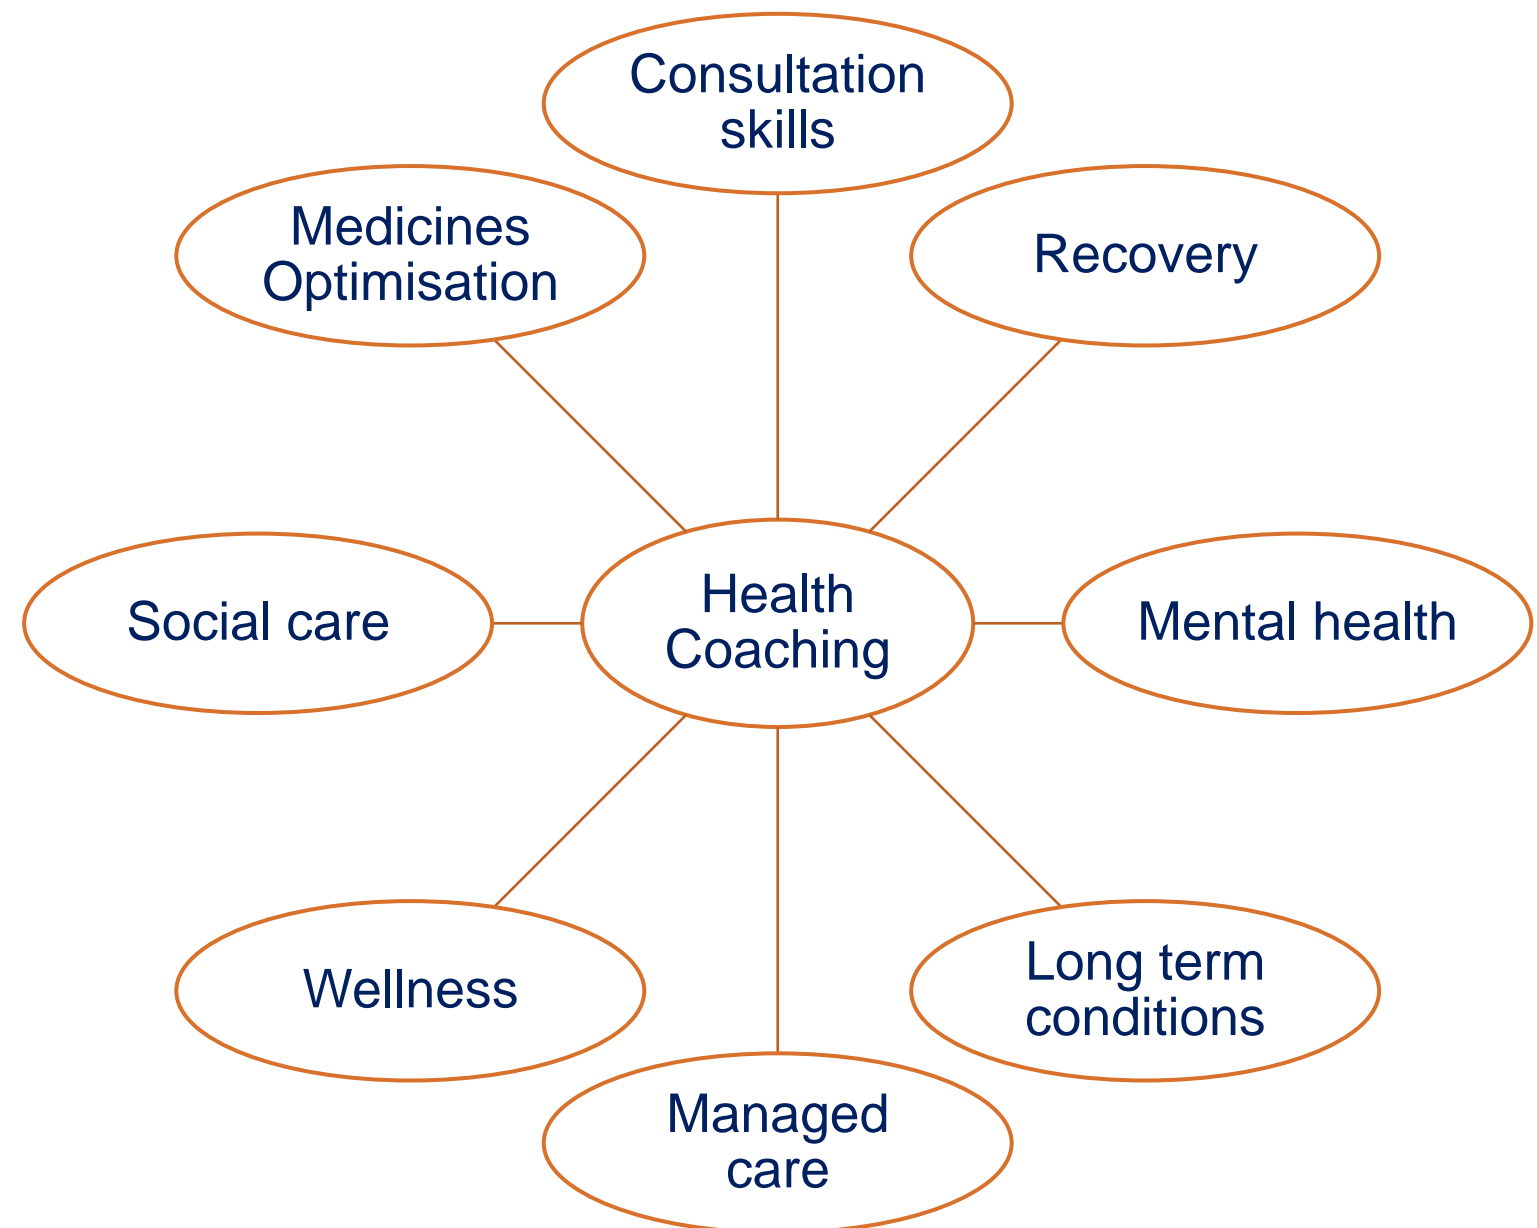 Consultation
skills
Medicines
Optimisation
Recovery
Social care
Health
Coaching
Mental health
Wellness
Long term
conditions
Managed
care